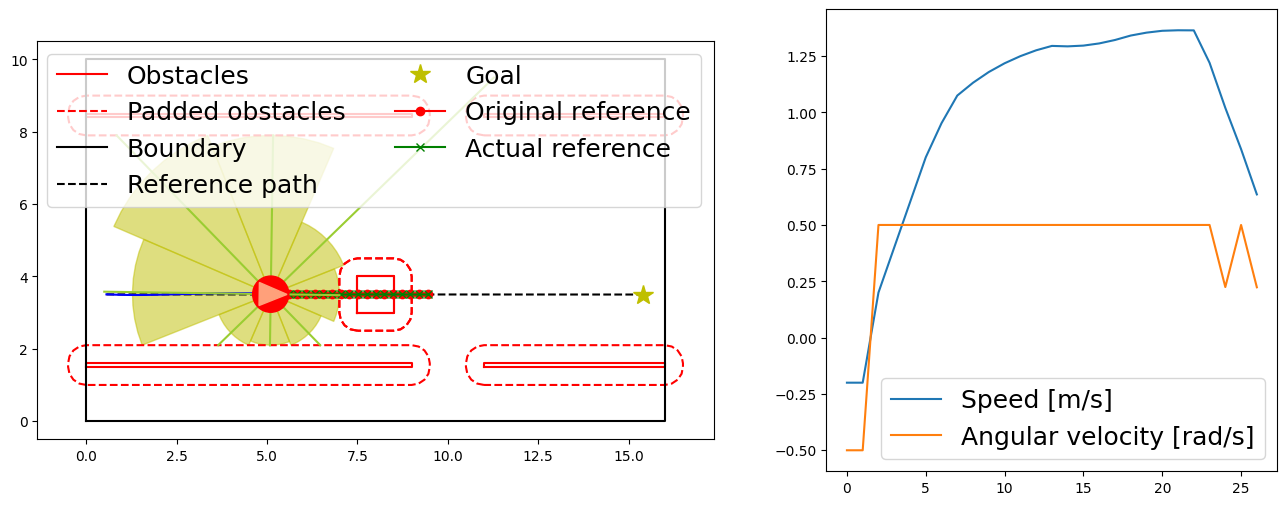 Obstacles
Padded obstacles
Boundary
Reference path
Goal
Original reference
Actual reference
10
8
6
4
2
0
0.0 2.5 5.0 7.5 10.0 12.5 15.0
1.25
1.00
0.75
0.50
0.25
0.00
−0.25
−0.50
Speed [m/s]
Angular velocity [rad/s]
0 5 10 15 20 25